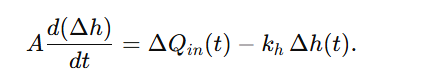 A d(Δh)/dt = ΔQ_in(t) − k_h Δh(t).